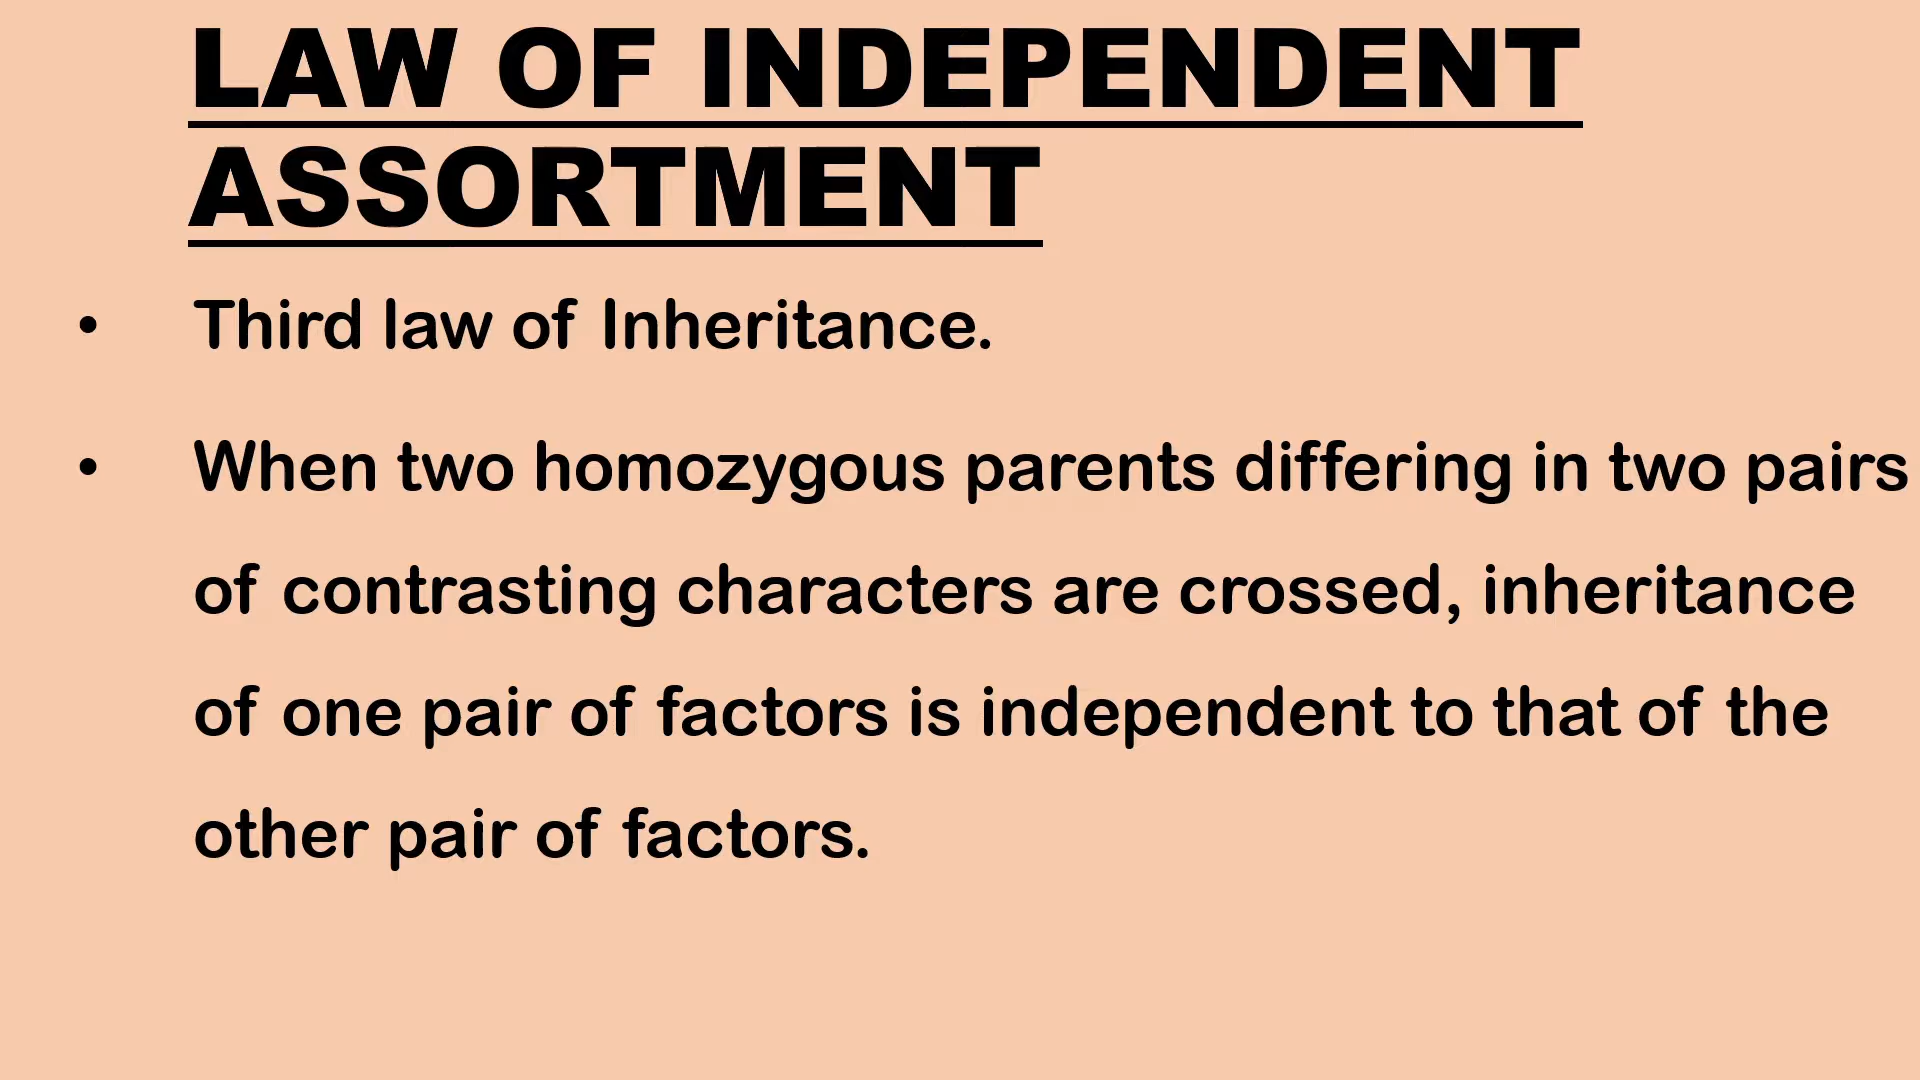 LAW OF INDEPENDENT
ASSORTMENT
• Third law of Inheritance.
• When two homozygous parents differing in two pairs
of contrasting characters are crossed, inheritance
of one pair of factors is independent to that of the
other pair of factors.